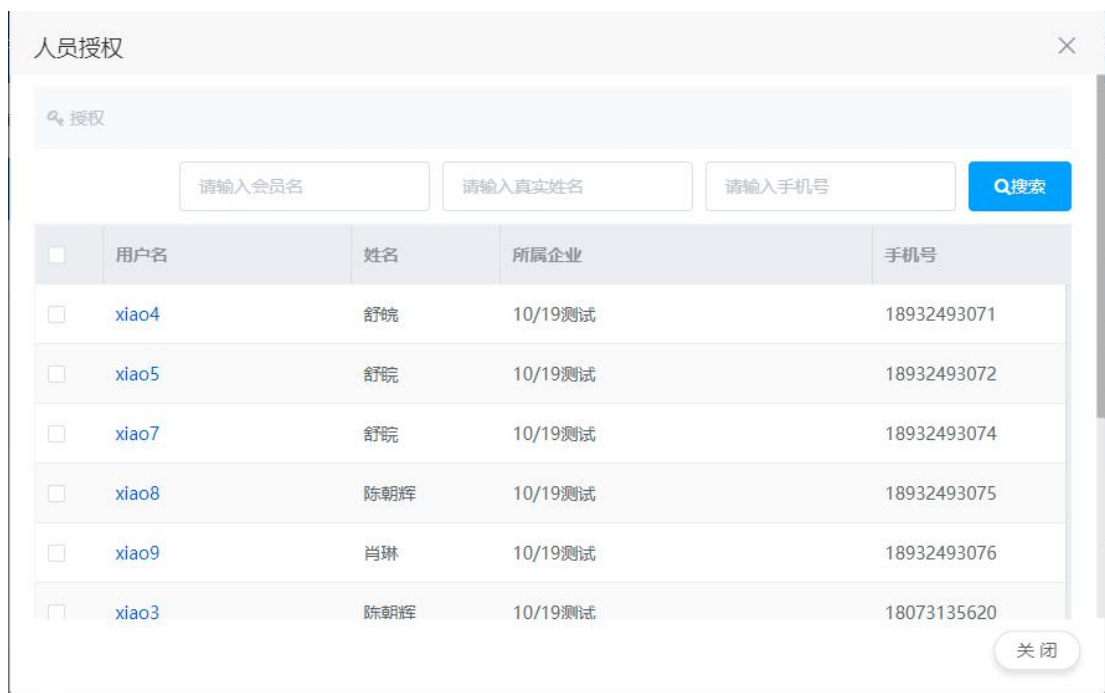 人员授权
授权
请输入会员名 请输入真实姓名 请输入手机号 搜索
用户名 姓名 所属企业 手机号
xiao4 舒皖 10/19测试 18932493071
xiao5 舒晥 10/19测试 18932493072
xiao7 舒晥 10/19测试 18932493074
xiao8 陈朝辉 10/19测试 18932493075
xiao9 肖琳 10/19测试 18932493076
xiao3 陈朝辉 10/19测试 18073135620
关闭